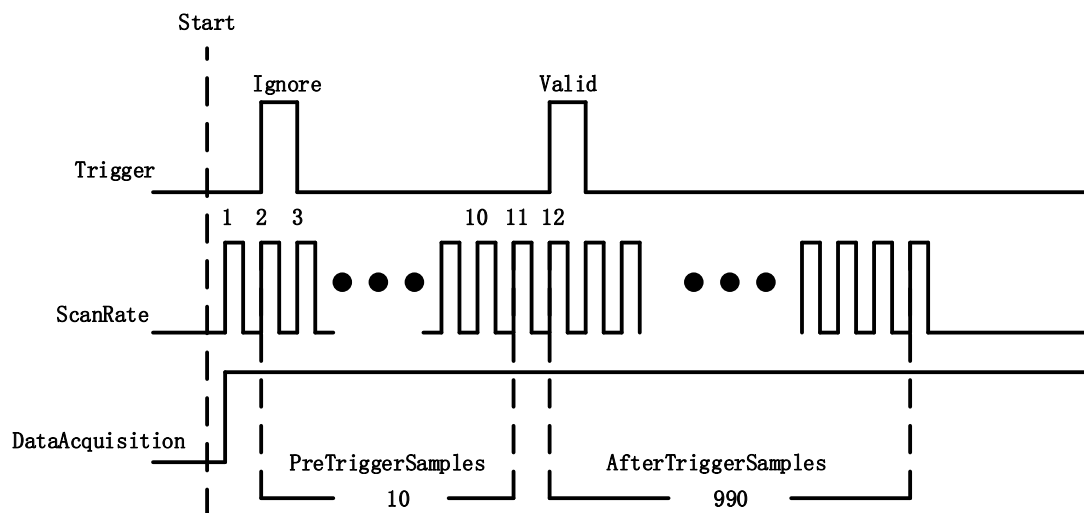 Start
Ignore
Valid
Trigger
1 2 3 10 11 12
ScanRate
DataAcquisition
PreTriggerSamples
10
AfterTriggerSamples
990